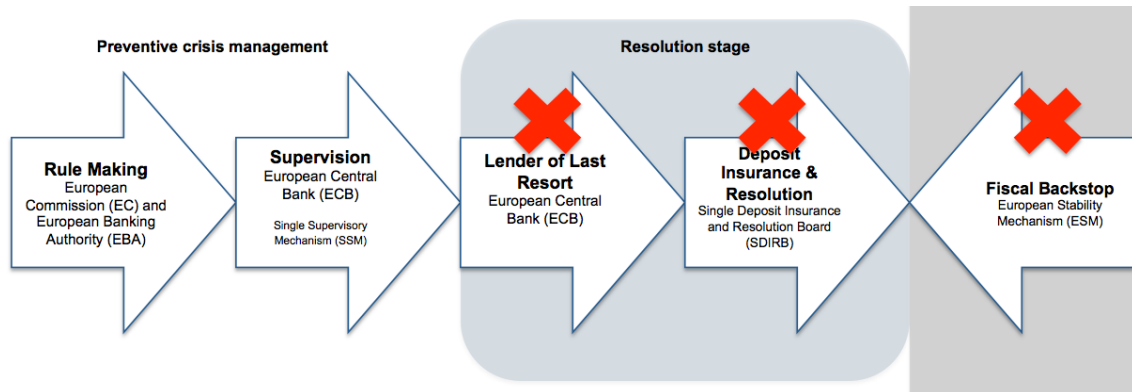 Preventive crisis management
Resolution stage
Rule Making
European
Commission (EC) and
European Banking
Authority (EBA)
Supervision
European Central
Bank (ECB)
Single Supervisory
Mechanism (SSM)
Lender of Last
Resort
European Central
Bank (ECB)
Deposit
Insurance &
Resolution
Single Deposit Insurance
and Resolution Board
(SDIRB)
Fiscal Backstop
European Stability
Mechanism (ESM)